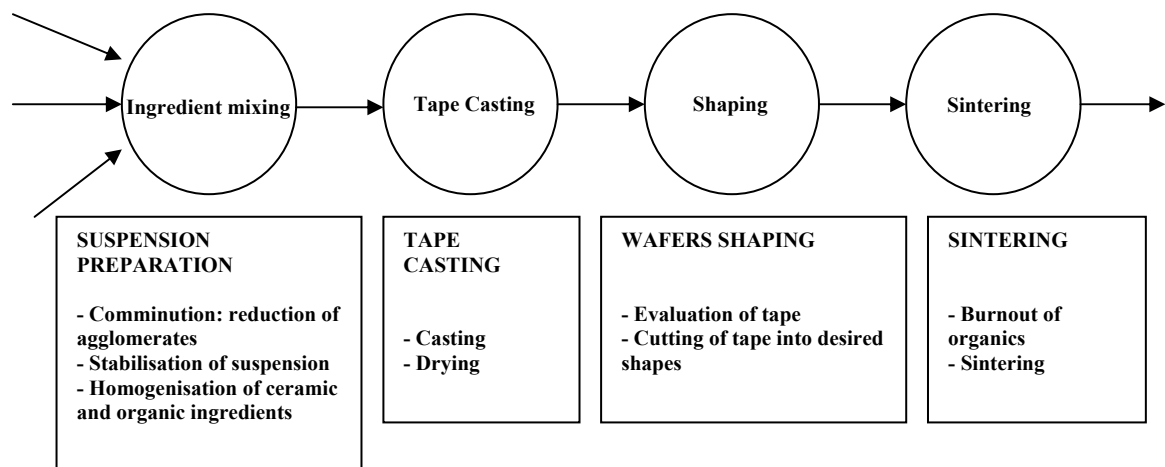 Ingredient mixing
Tape Casting
Shaping
Sintering
SUSPENSION
PREPARATION
- Comminution: reduction of
agglomerates
- Stabilisation of suspension
- Homogenisation of ceramic
and organic ingredients
TAPE
CASTING
- Casting
- Drying
WAFERS SHAPING
- Evaluation of tape
- Cutting of tape into desired
shapes
SINTERING
- Burnout of
organics
- Sintering